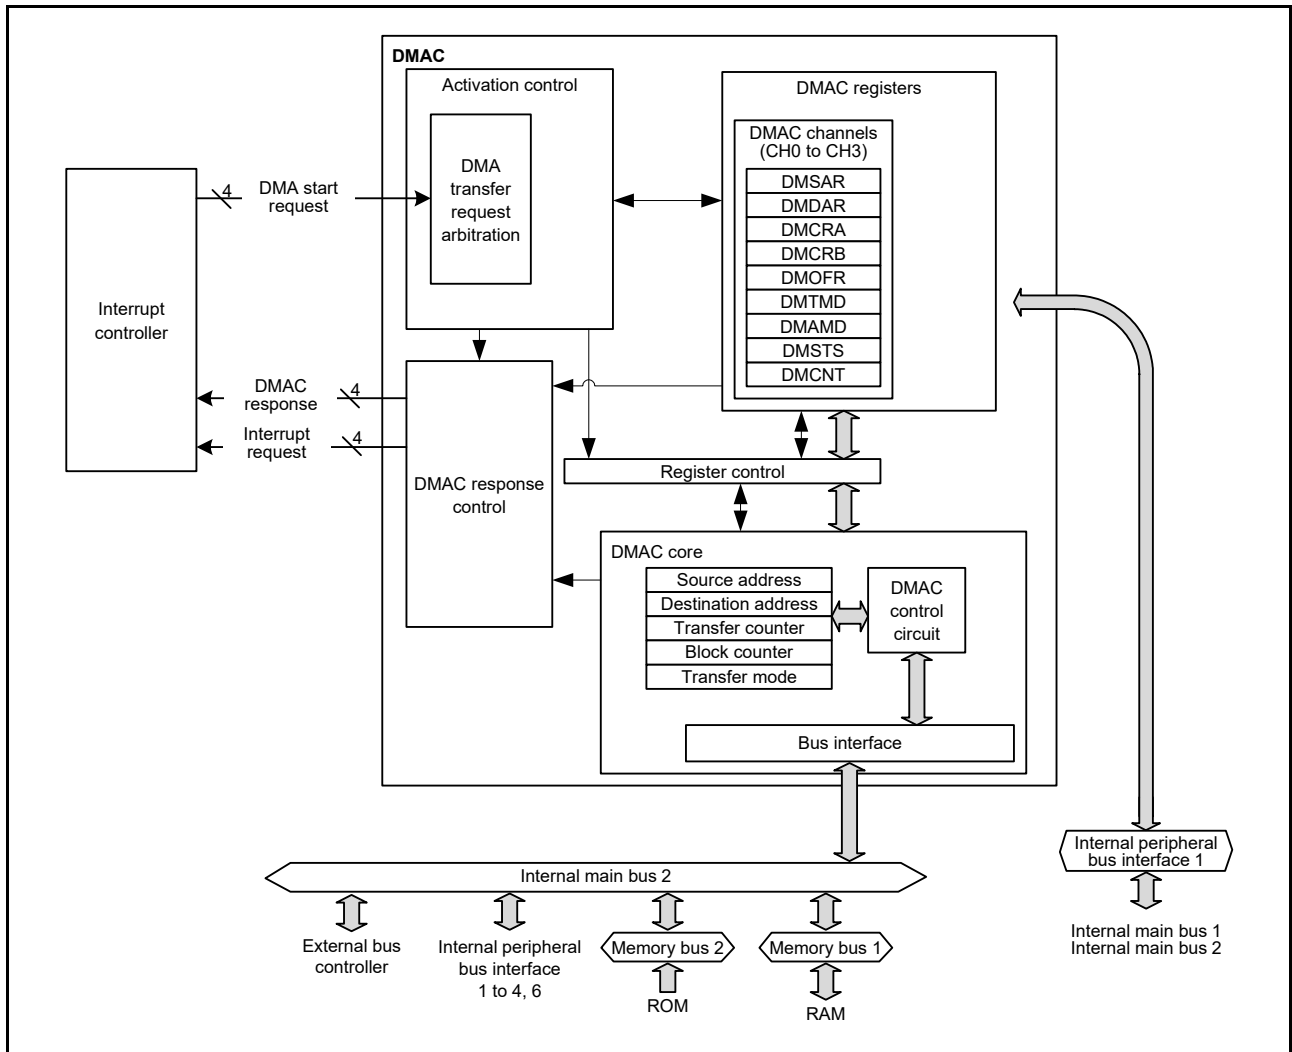 DMAC
Activation control
DMA
transfer
request
arbitration
DMAC registers
DMAC channels
(CH0 to CH3)
DMSAR
DMDAR
DMCRA
DMCRB
DMOFR
DMTMD
DMAMD
DMSTS
DMCNT
Interrupt
controller
4
DMA start
request
DMAC
response
4
Interrupt
request
4
DMAC response
control
Register control
DMAC core
Source address
Destination address
Transfer counter
Block counter
Transfer mode
DMAC
control
circuit
Bus interface
Internal main bus 2
External bus
controller
Internal peripheral
bus interface
1 to 4, 6
Memory bus 2
ROM
Memory bus 1
RAM
Internal peripheral
bus interface 1
Internal main bus 1
Internal main bus 2